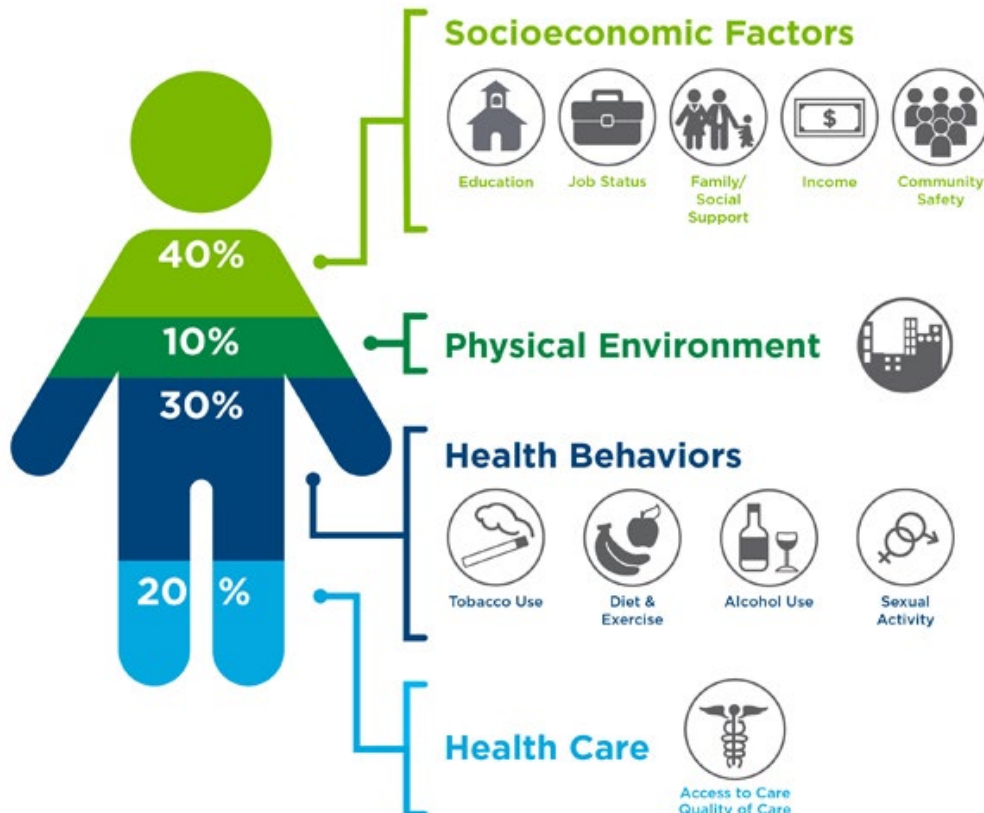 Socioeconomic Factors
$
Education
Job Status
Family/
Social
Support
Income
Community
Safety
40%
10%
Physical Environment
30%
Health Behaviors
Tobacco Use
Diet &
Exercise
Alcohol Use
Sexual
Activity
20 %
Health Care
Access to Care
Quality of Care